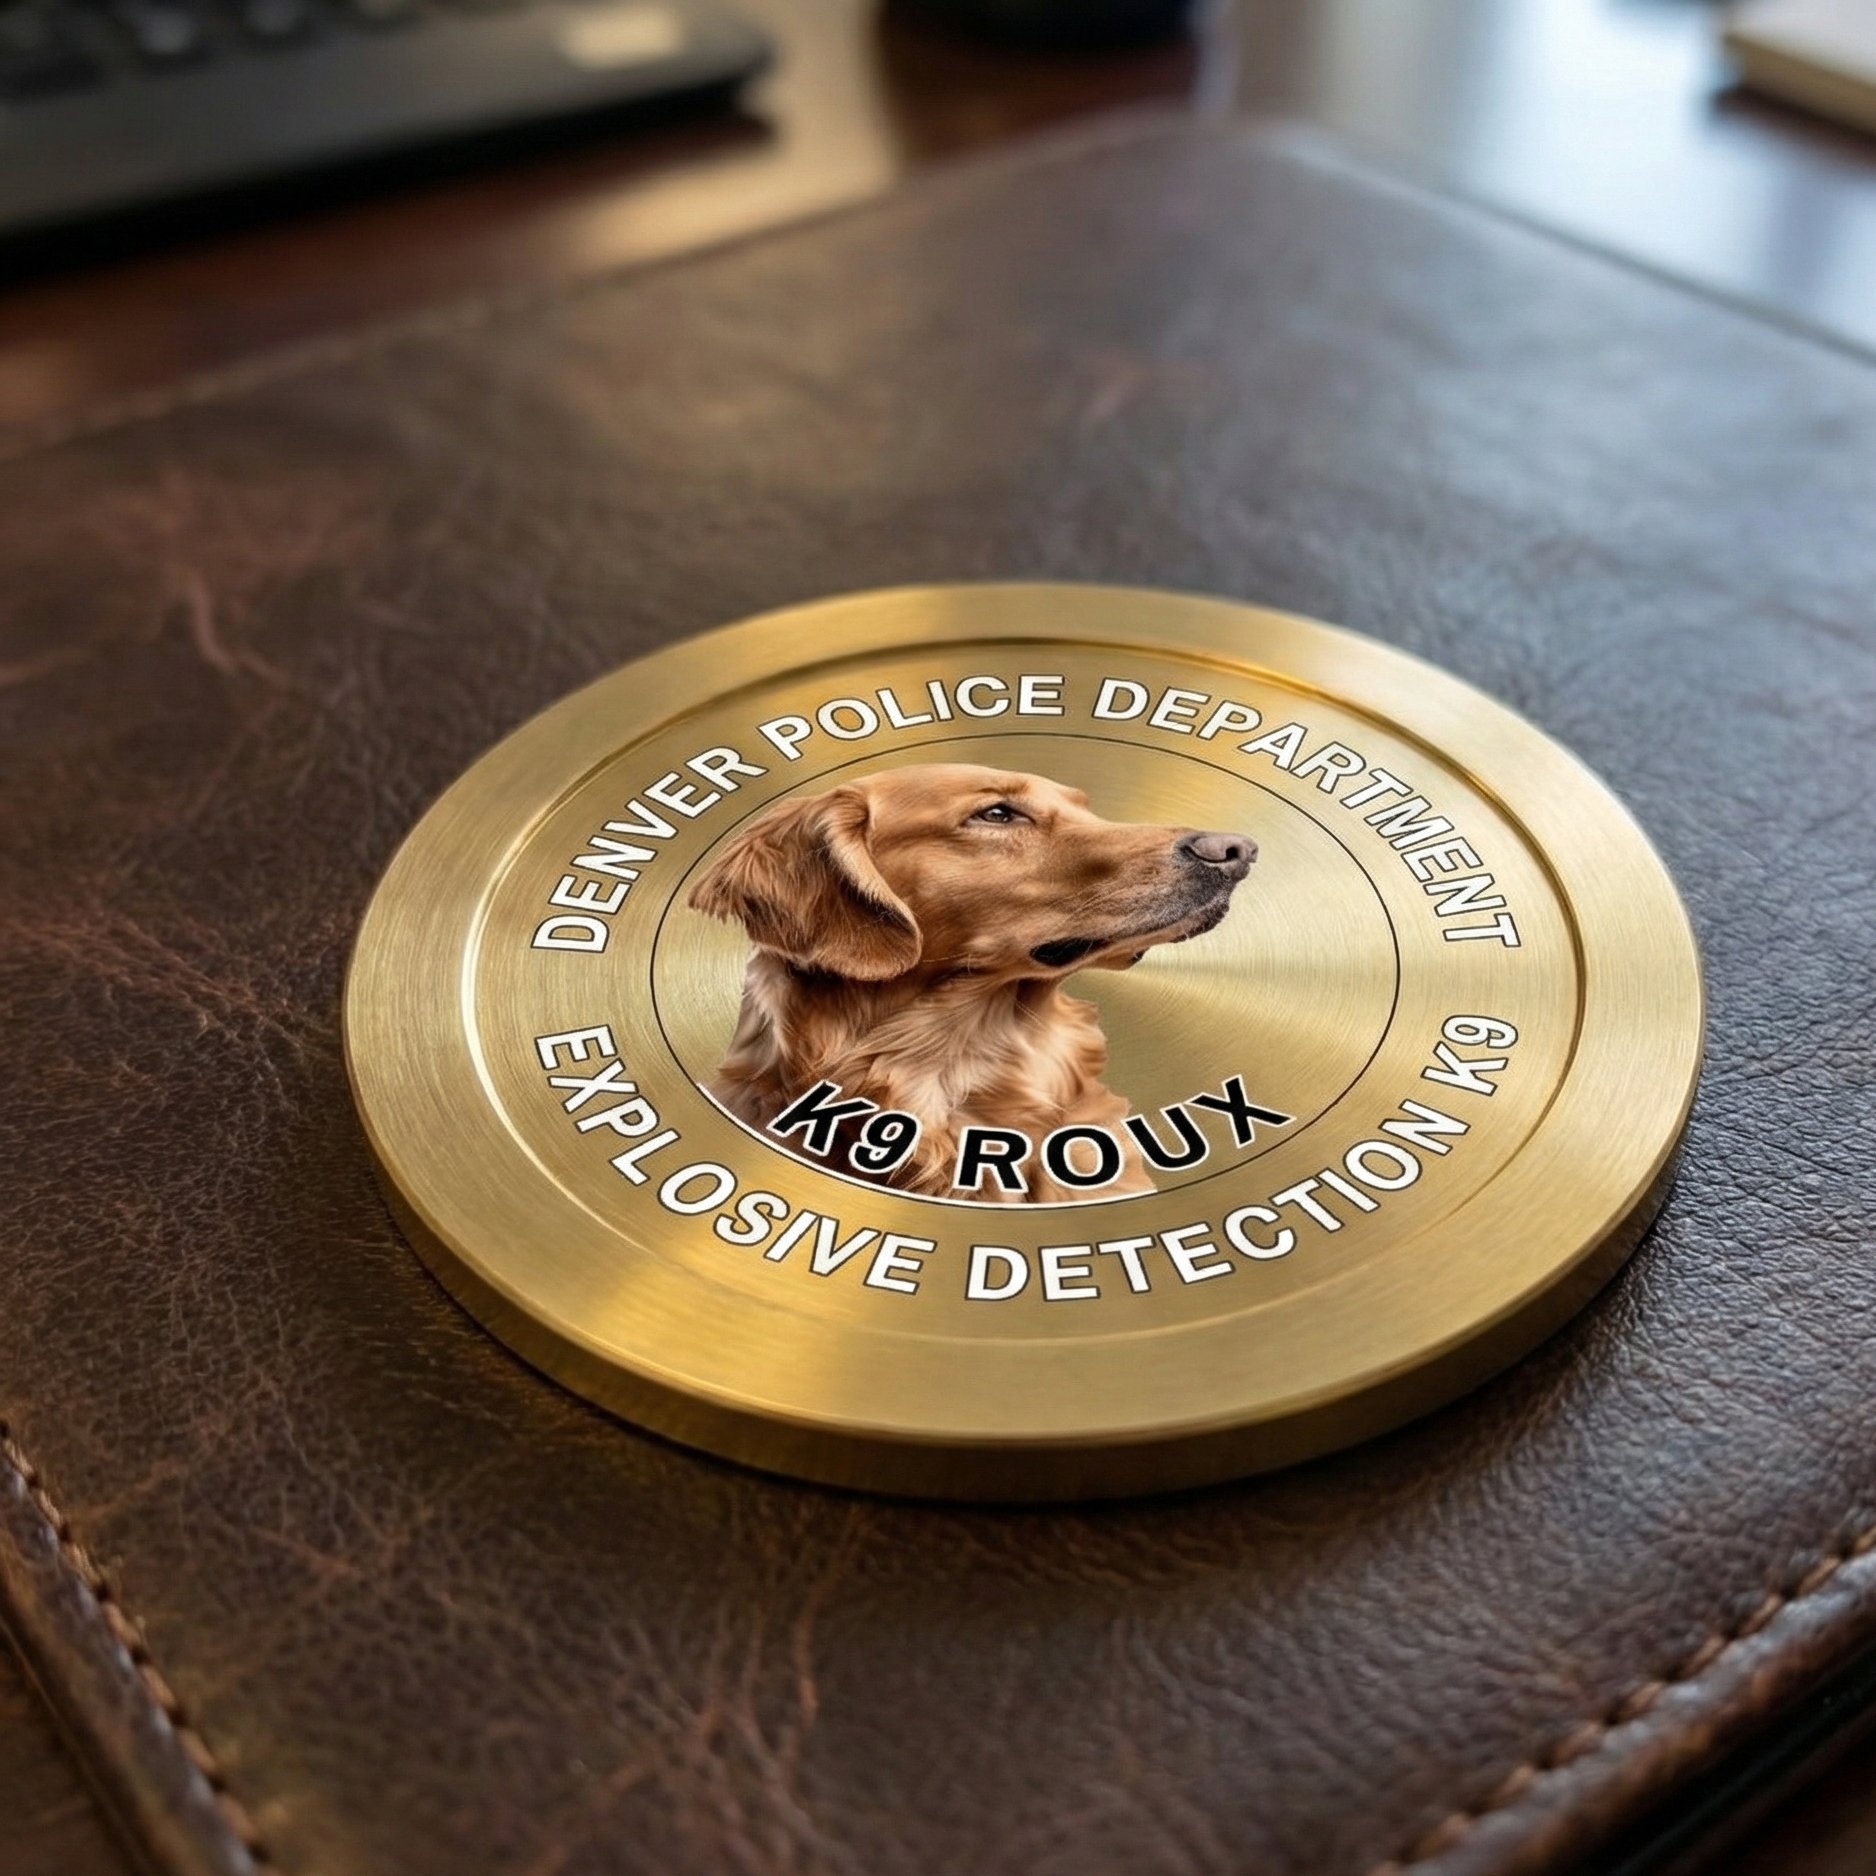 DENVER POLICE DEPARTMENT
K9 ROUX
EXPLOSIVE DETECTION K9